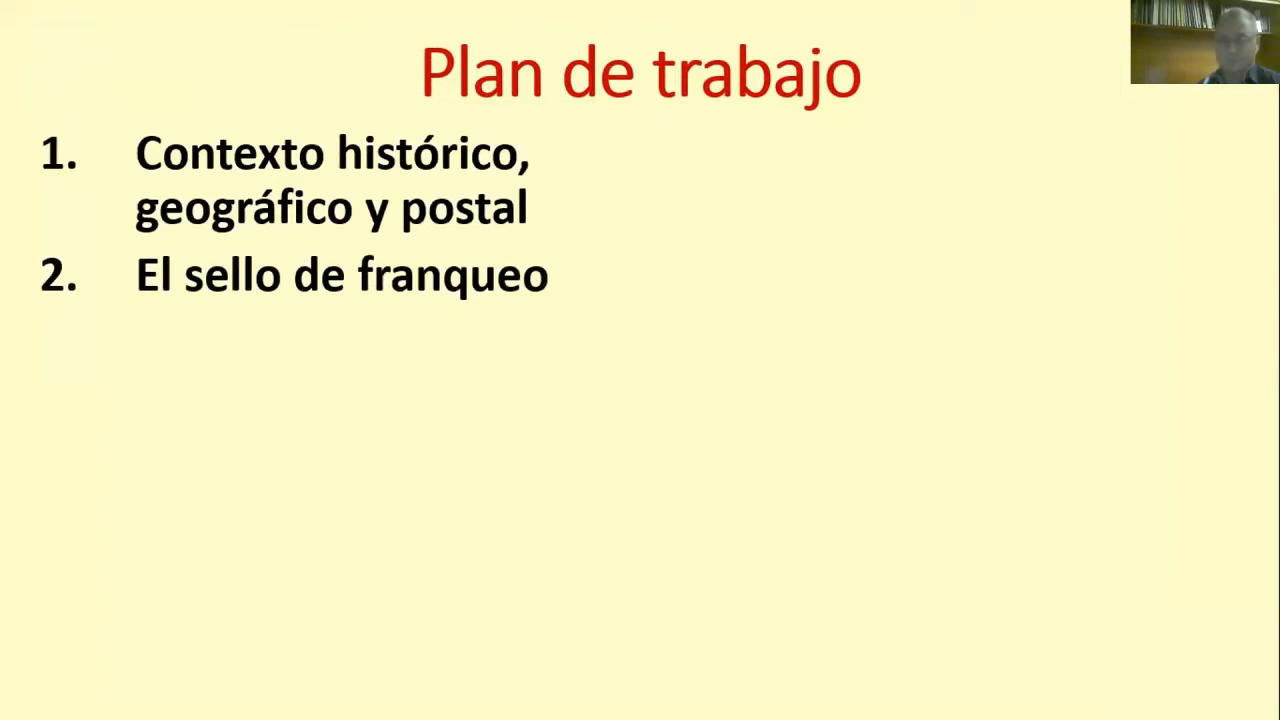 Plan de trabajo
1. Contexto histórico,
geográfico y postal
2. El sello de franqueo